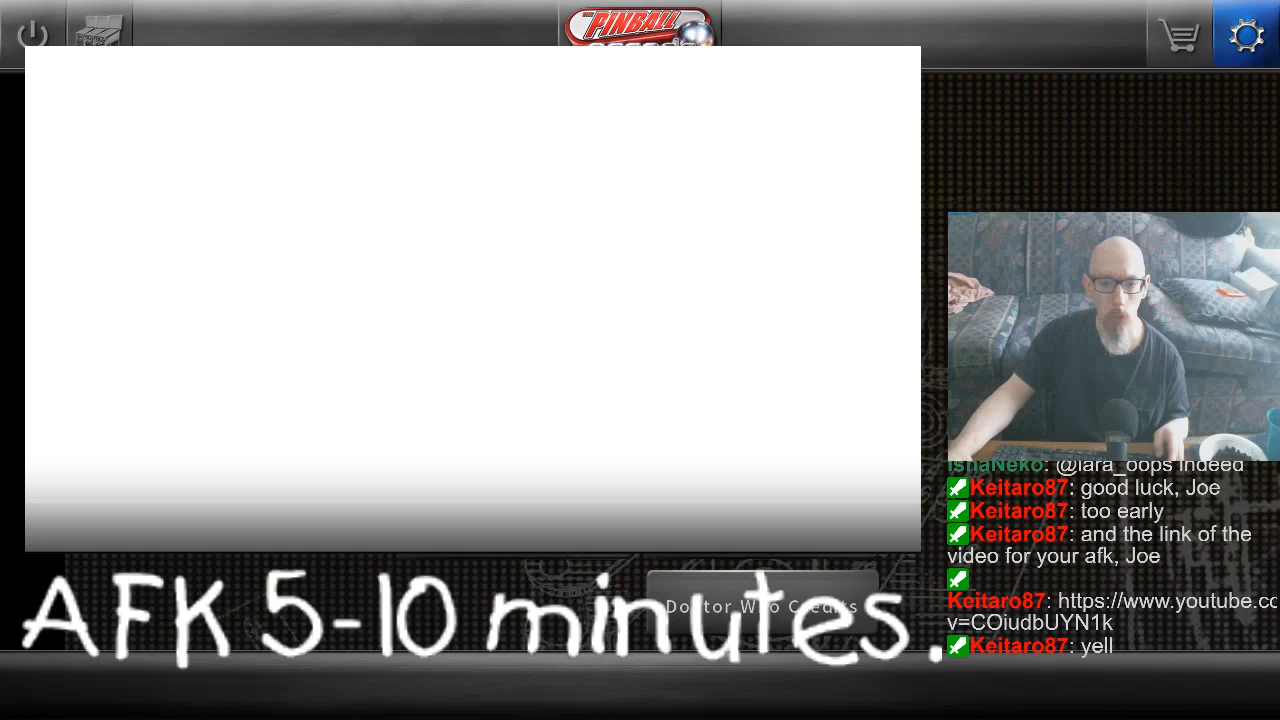 THE PINBALL
Doctor Who Credits
AFK 5-10 minutes.
IshaNeko: @lara_oops indeed
Keitaro87: good luck, Joe
Keitaro87: too early
Keitaro87: and the link of the
video for your afk, Joe
Keitaro87: https://www.youtube.co
v=COiudbUYN1k
Keitaro87: yell